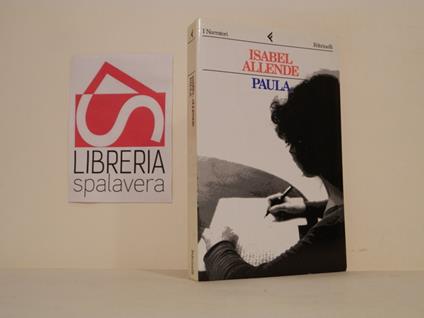 LIBRERIA
spalavera
I Narratori
Feltrinelli
ISABEL
ALLENDE
PAULA